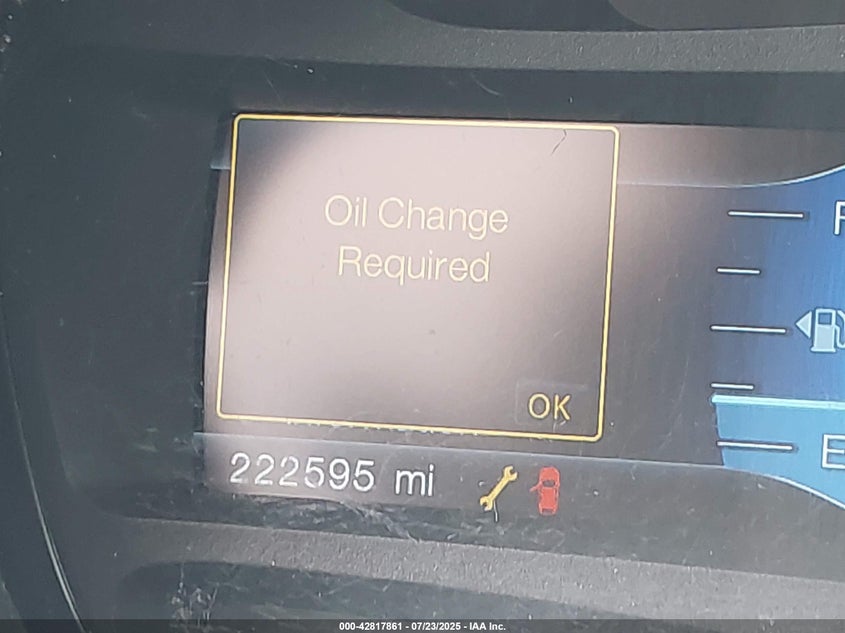 Oil Change
Required
OK
E
222595 mi
000-42817861 - 07/23/2025 - IAA Inc.